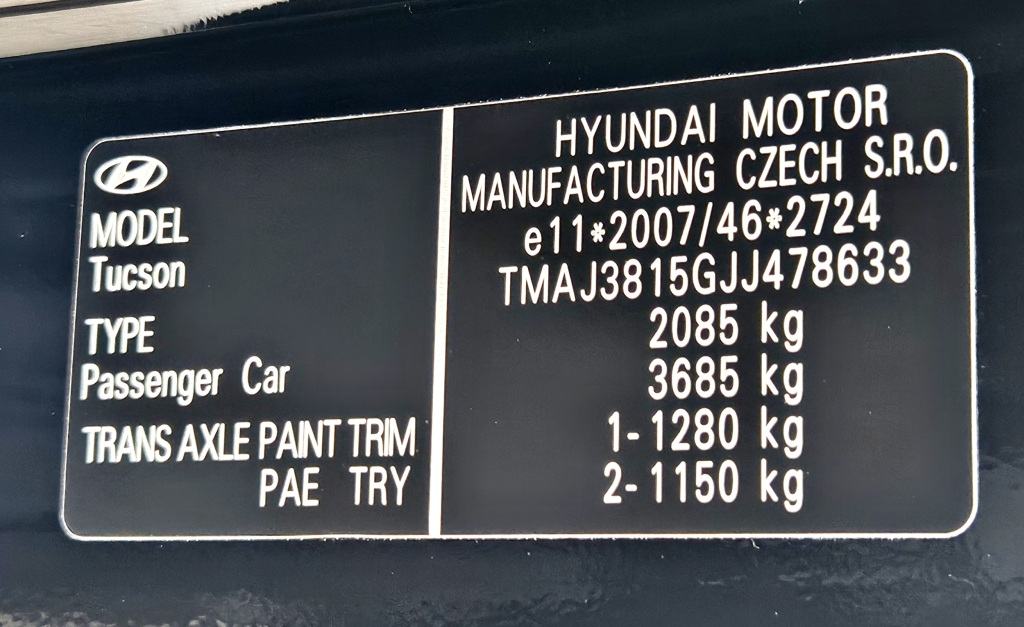 MODEL
Tucson
TYPE
Passenger Car
TRANS AXLE PAINT TRIM
PAE TRY
HYUNDAI MOTOR
MANUFACTURING CZECH S.R.O.
e11*2007/46*2724
TMAJ3815GJJ478633
2085 kg
3685 kg
1-1280 kg
2-1150 kg